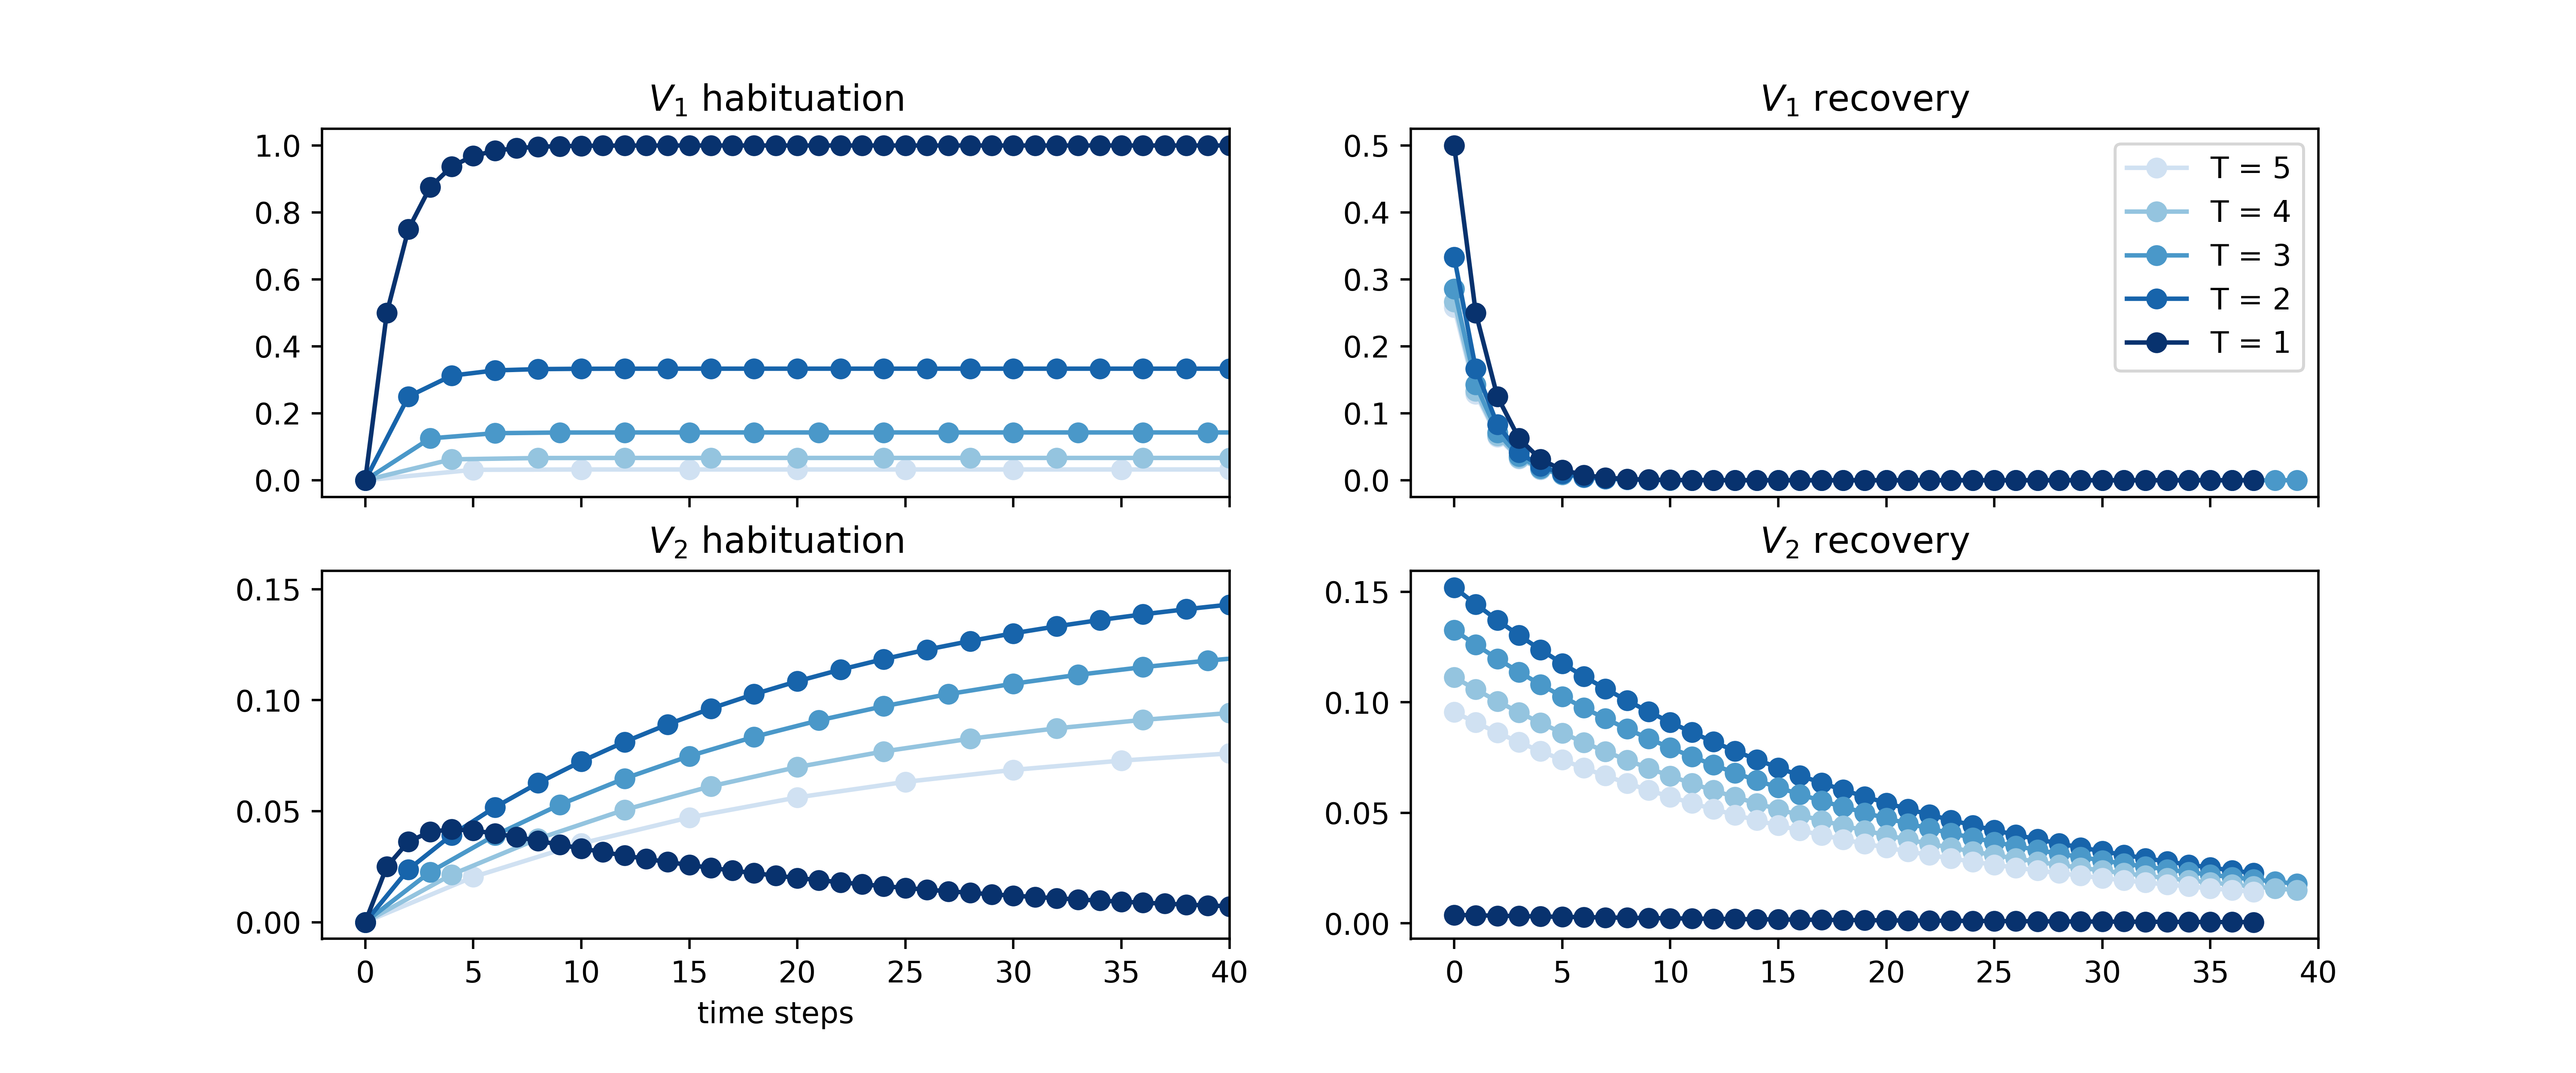 V₁ habituation
1.0
0.8
0.6
0.4
0.2
0.0
V₁ recovery
0.5
0.4
0.3
0.2
0.1
0.0
T = 5
T = 4
T = 3
T = 2
T = 1
V₂ habituation
0.15
0.10
0.05
0.00
0 5 10 15 20 25 30 35 40
time steps
V₂ recovery
0.15
0.10
0.05
0.00
0 5 10 15 20 25 30 35 40